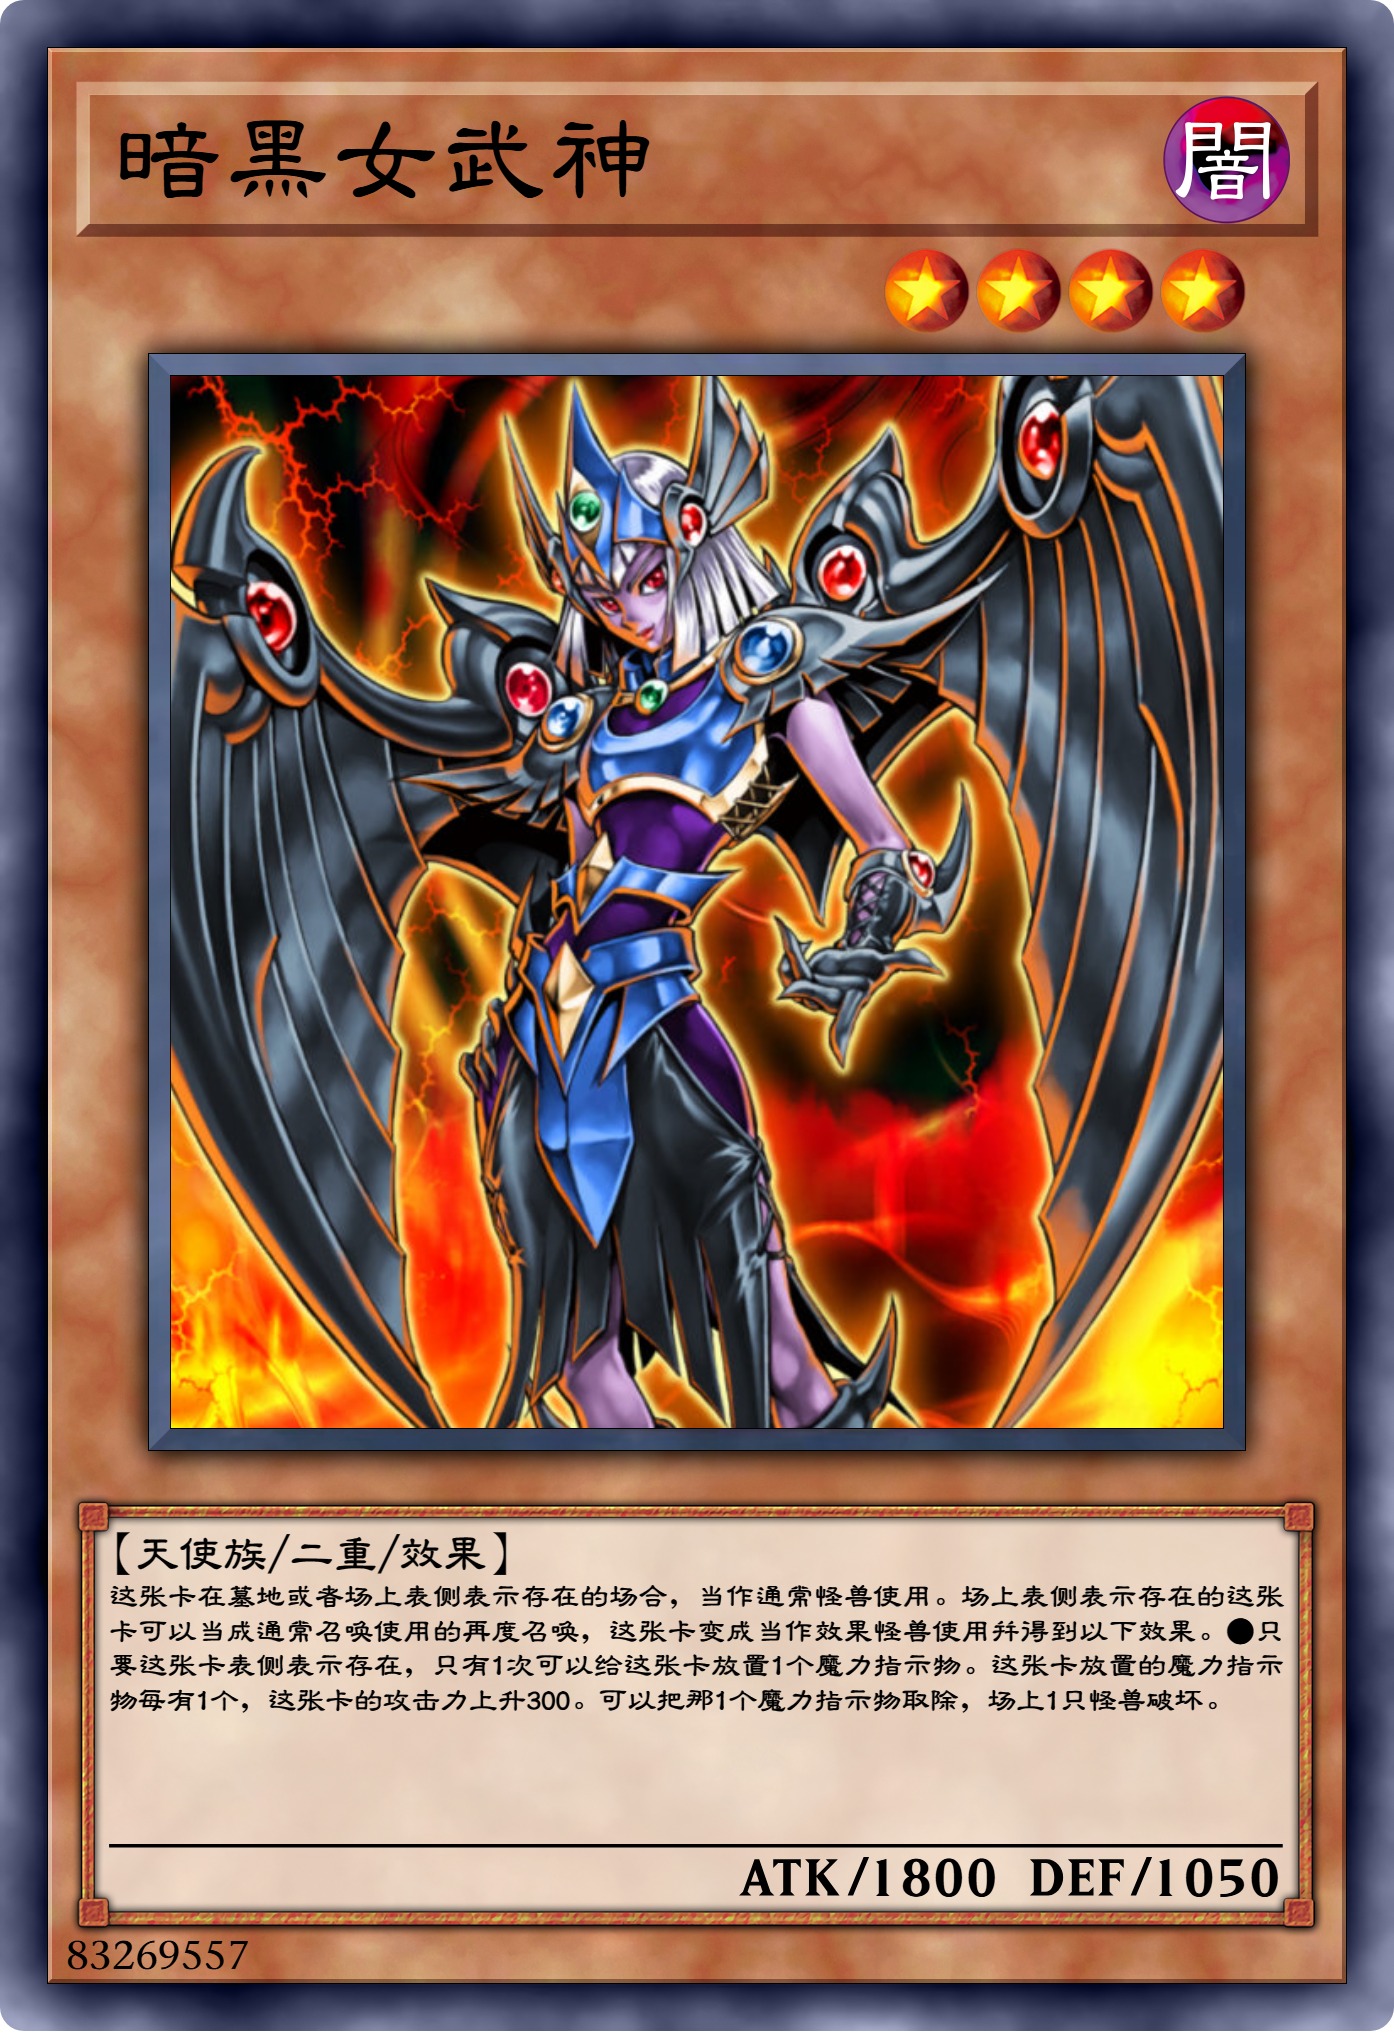 暗黑女武神
闇
【天使族/二重/效果】
这张卡在墓地或者场上表侧表示存在的场合，当作通常怪兽使用。场上表侧表示存在的这张
卡可以当成通常召唤使用的再度召唤，这张卡变成当作效果怪兽使用并得到以下效果。●只
要这张卡表侧表示存在，只有1次可以给这张卡放置1个魔力指示物。这张卡放置的魔力指示
物每有1个，这张卡的攻击力上升300。可以把那1个魔力指示物取除，场上1只怪兽破坏。
ATK/1800 DEF/1050
83269557